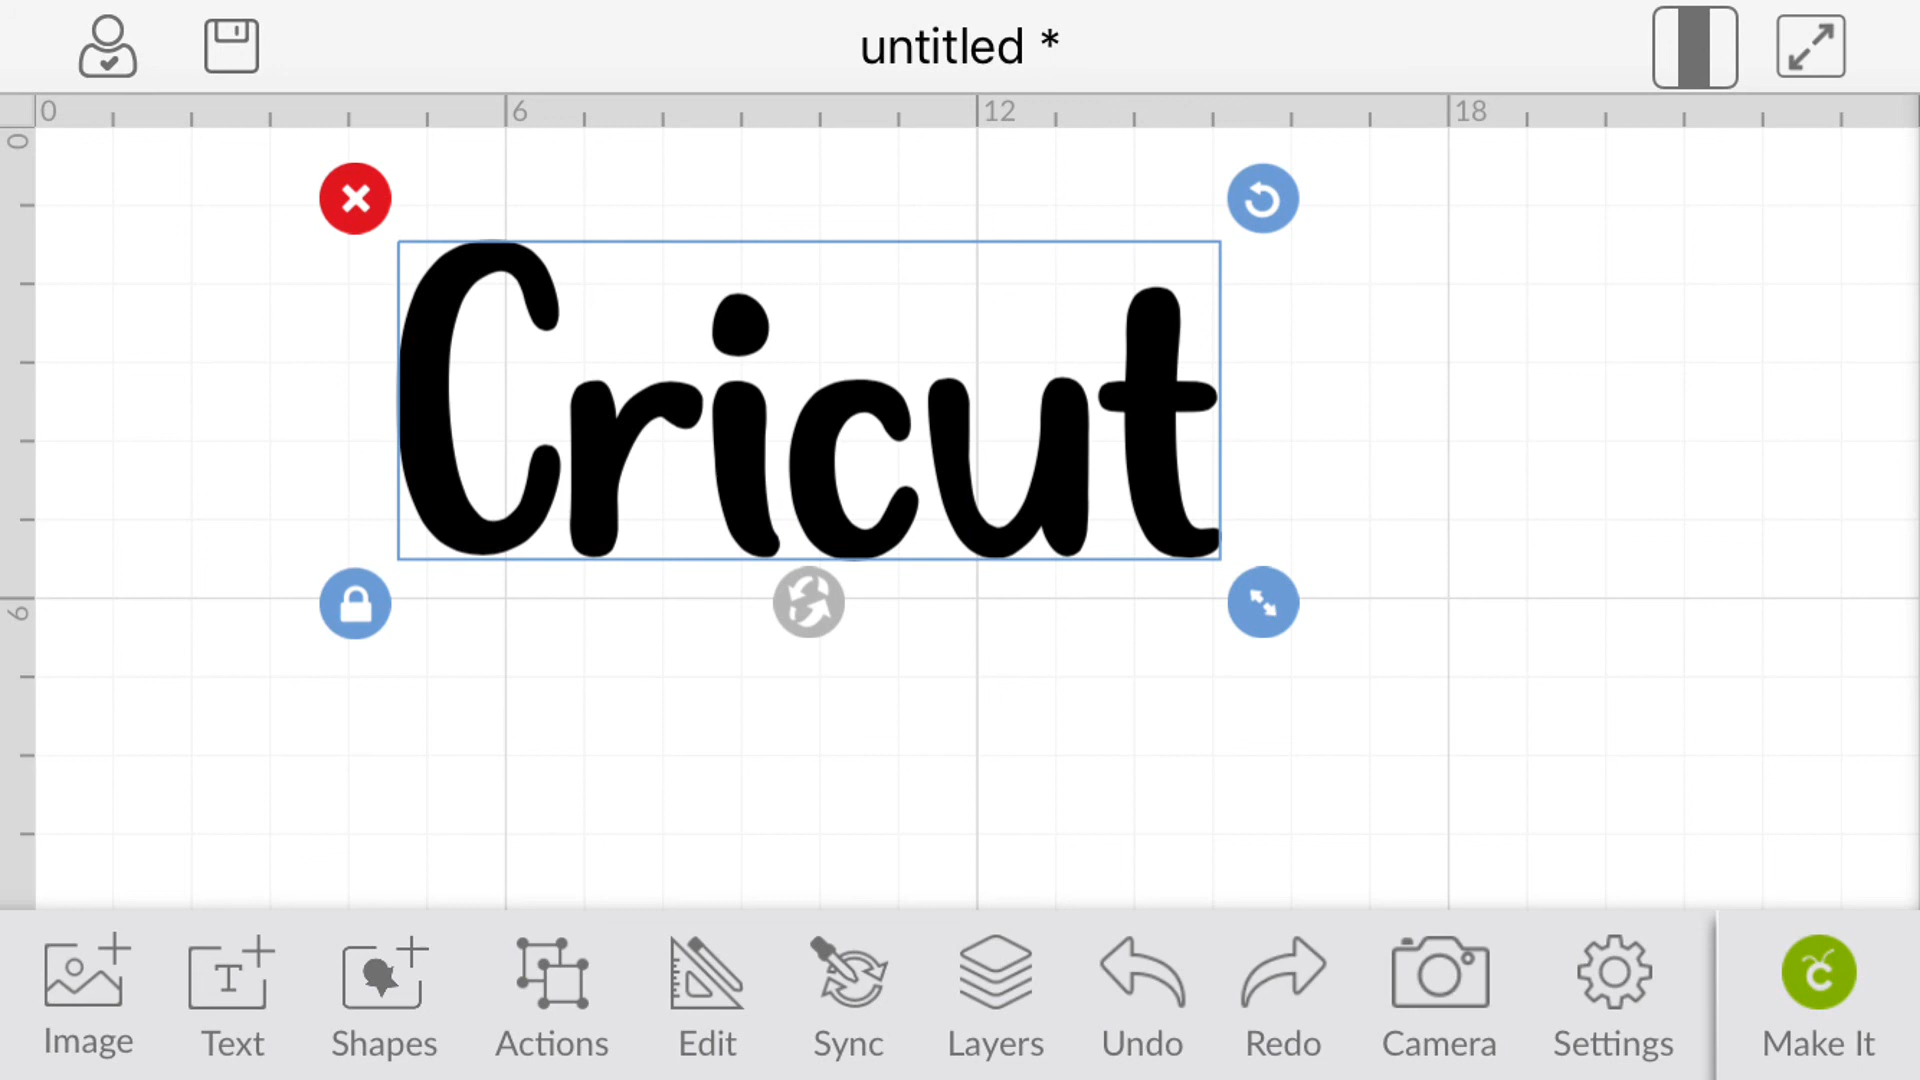 untitled *
0 6 12 18
0
Cricut
6
Image Text Shapes Actions Edit Sync Layers Undo Redo Camera Settings Make It